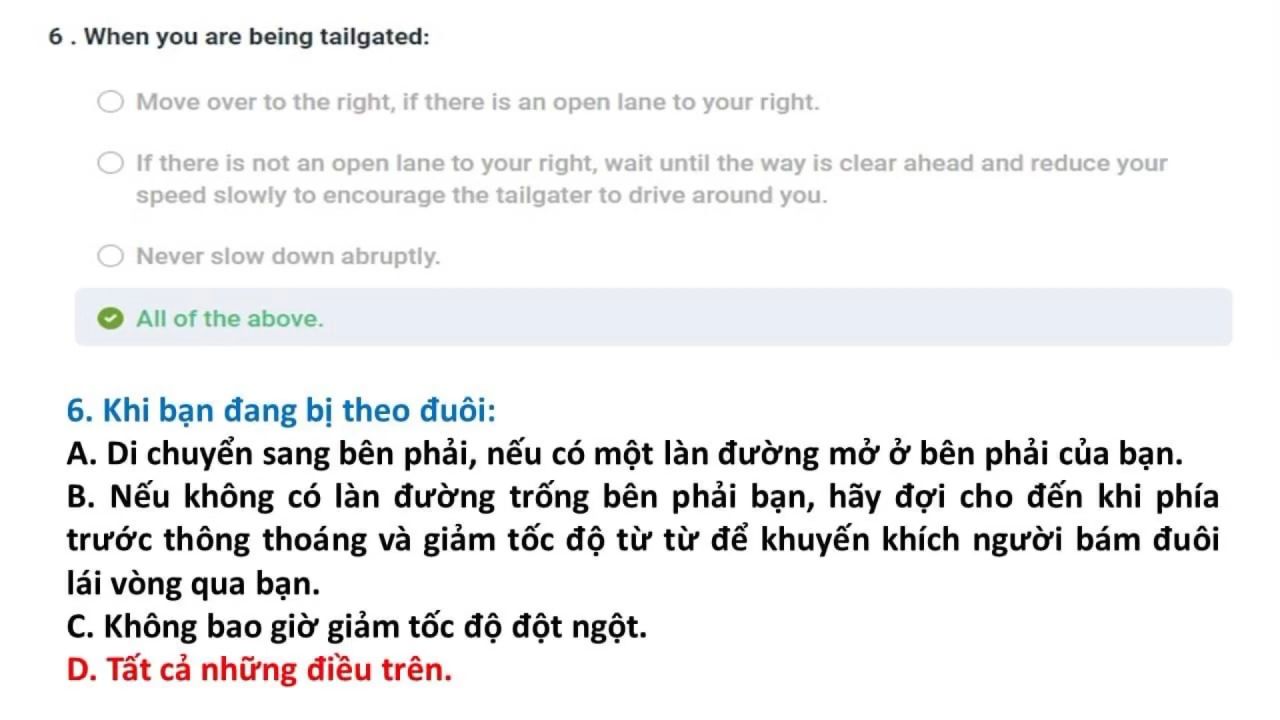 6 . When you are being tailgated:
Move over to the right, if there is an open lane to your right.
If there is not an open lane to your right, wait until the way is clear ahead and reduce your
speed slowly to encourage the tailgater to drive around you.
Never slow down abruptly.
All of the above.
6. Khi bạn đang bị theo đuôi:
A. Di chuyển sang bên phải, nếu có một làn đường mở ở bên phải của bạn.
B. Nếu không có làn đường trống bên phải bạn, hãy đợi cho đến khi phía
trước thông thoáng và giảm tốc độ từ từ để khuyến khích người bám đuôi
lái vòng qua bạn.
C. Không bao giờ giảm tốc độ đột ngột.
D. Tất cả những điều trên.